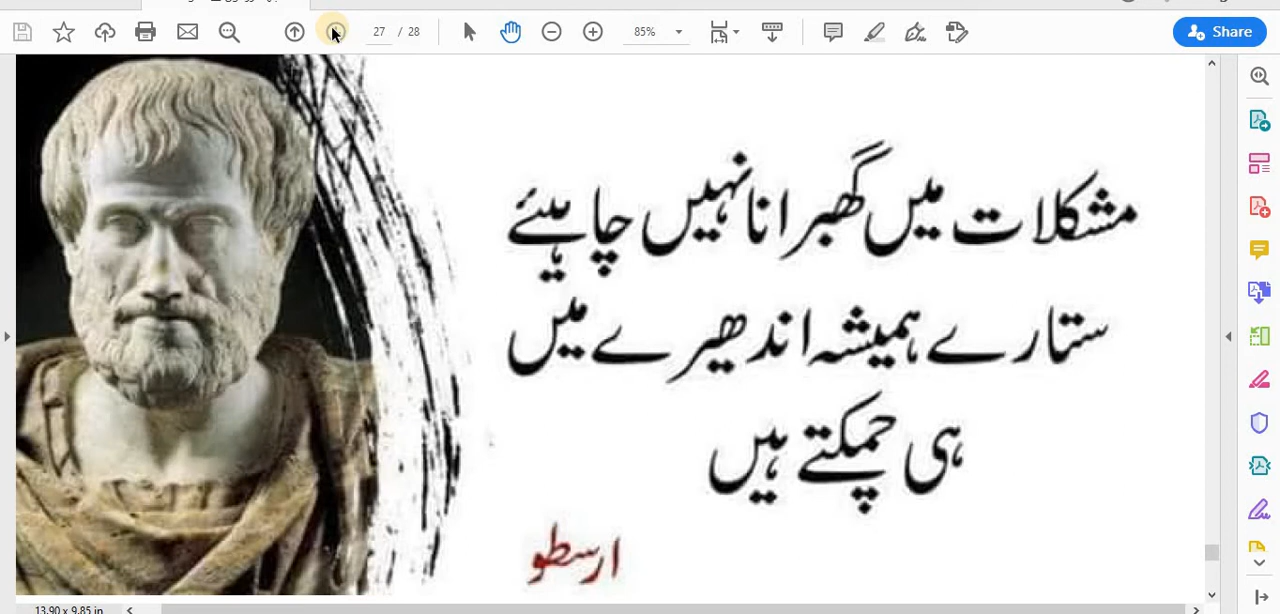 27 / 28
85%
Share
مشکلات میں گھبرانا نہیں چاہیئے
ستارے ہمیشہ اندھیرے میں
ہی چمکتے ہیں
ارسطو
13.90 x 9.85 in